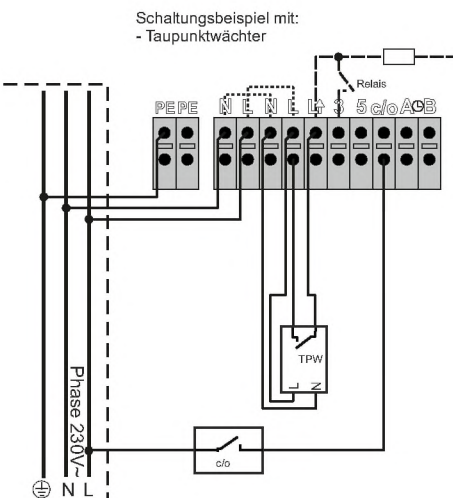 Schaltungsbeispiel mit:
- Taupunktwächter
Relais
PE PE N L N L L 3 5 c/o A B
TPW
L N
Phase 230V~
c/o
N L